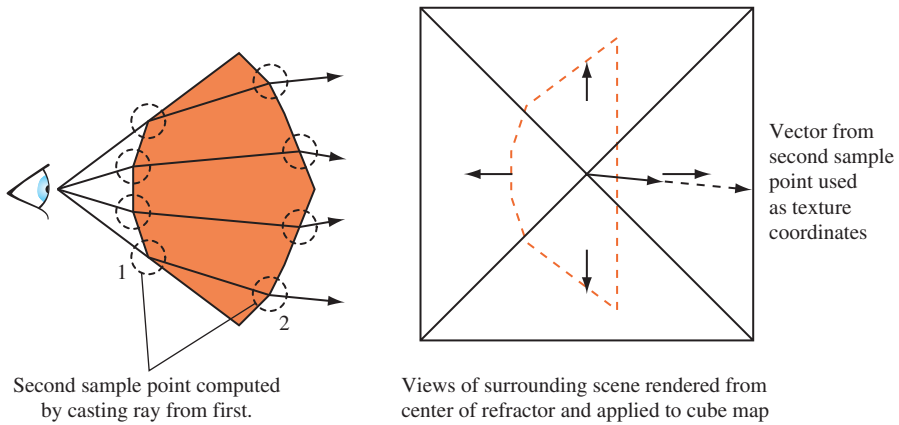 1
2
Second sample point computed
by casting ray from first.
Vector from
second sample
point used
as texture
coordinates
Views of surrounding scene rendered from
center of refractor and applied to cube map